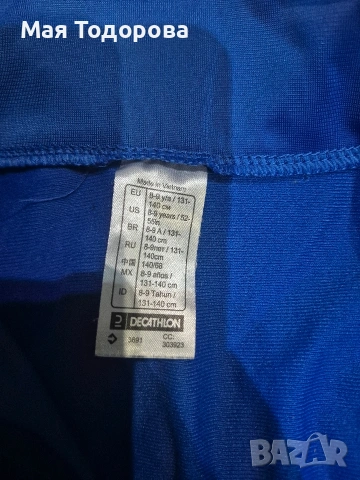 Мая Тодорова
Made in Vietnam
EU 8-9 y/a / 131-
140 см
US 8-9 years / 52-
55in
BR 8-9 A / 131-
140 cm
RU 8-9лет / 131-
140cm
中国 140/68
MX 8-9 años /
131-140 cm
ID 8-9 Tahun /
131-140 cm
DECATHLON
3691 CC:
303923
BAZAR